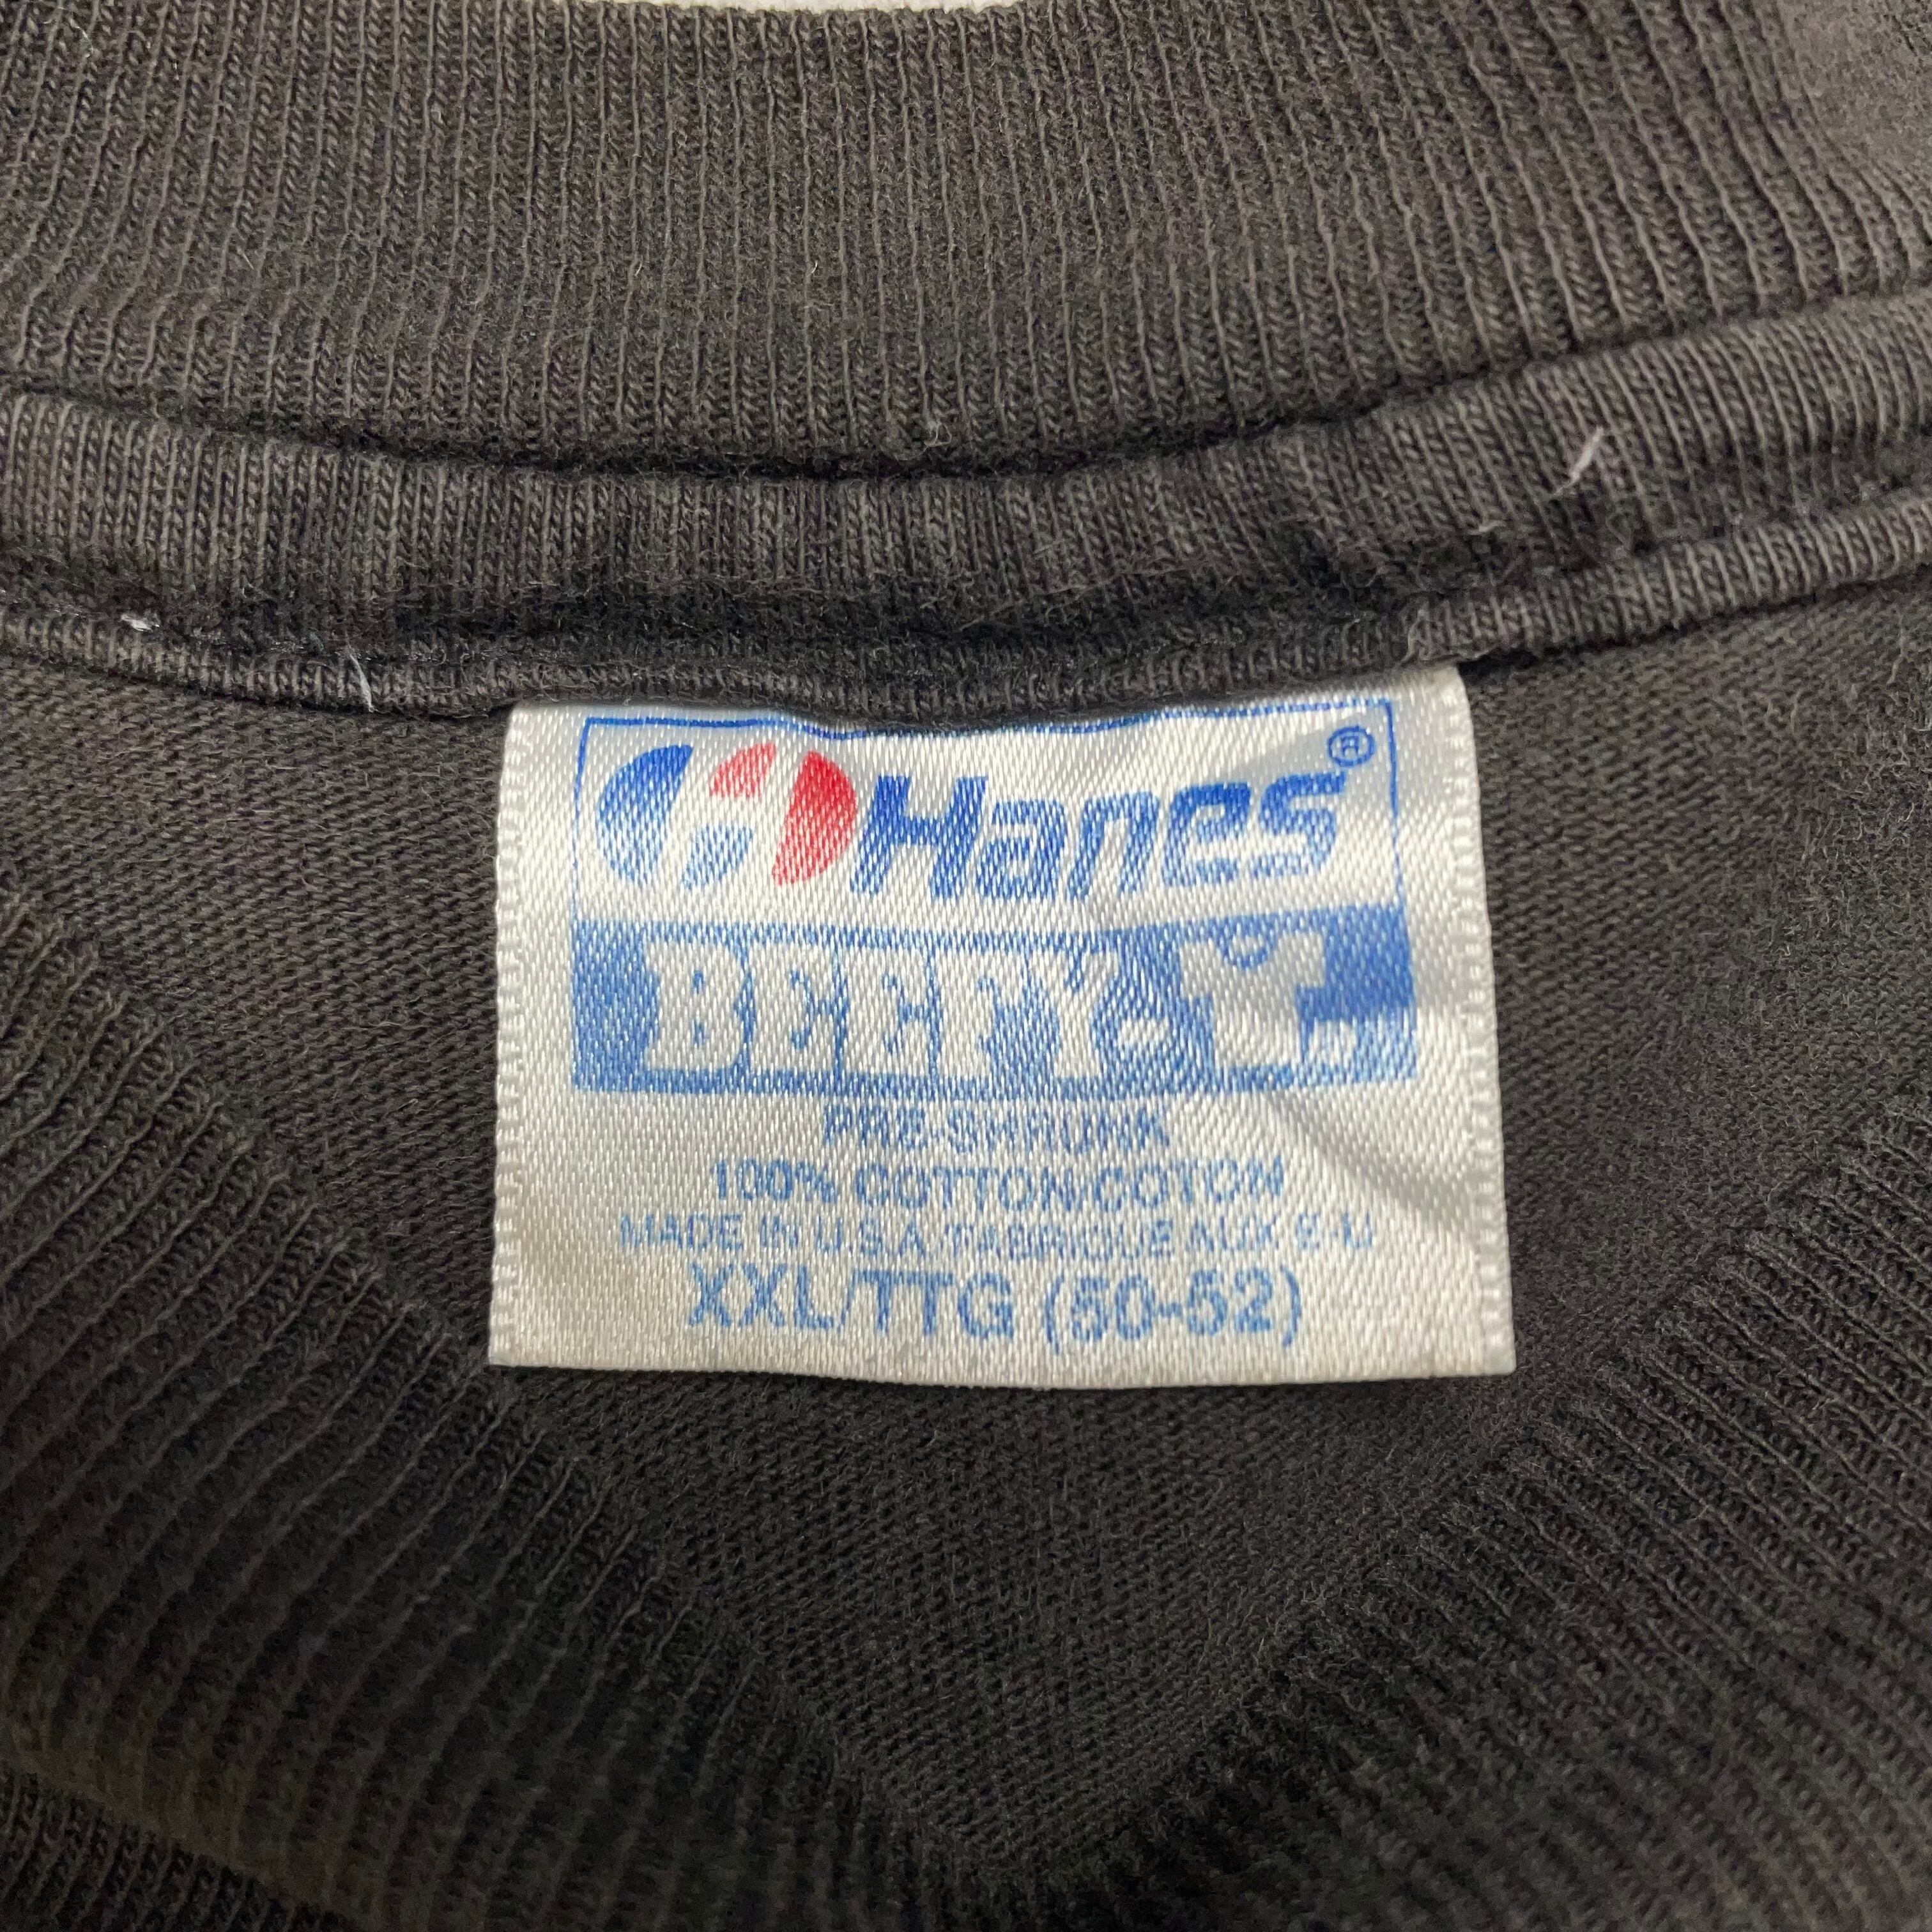 Hanes®
BEEFY-T®
PRE-SHRUNK
100% COTTON/COTON
MADE IN U.S.A./FABRIQUE AUX E-U
XXL/TTG (50-52)